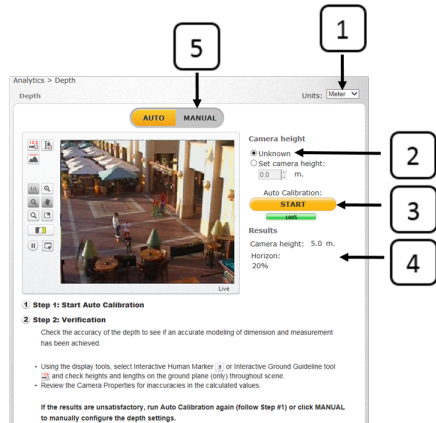 1
5
Analytics > Depth
Depth
Units: Meter
AUTO MANUAL
Camera height
Unknown
2
Set camera height:
0.0 m.
1:1
Auto Calibration:
START
3
100%
Results
Camera height: 5.0 m.
Horizon:
20%
4
Live
1 Step 1: Start Auto Calibration
2 Step 2: Verification
Check the accuracy of the depth to see if an accurate modeling of dimension and measurement
has been achieved.
• Using the display tools, select Interactive Human Marker or Interactive Ground Guideline tool
and check heights and lengths on the ground plane (only) throughout scene.
• Review the Camera Properties for inaccuracies in the calculated values.
If the results are unsatisfactory, run Auto Calibration again (follow Step #1) or click MANUAL
to manually configure the depth settings.